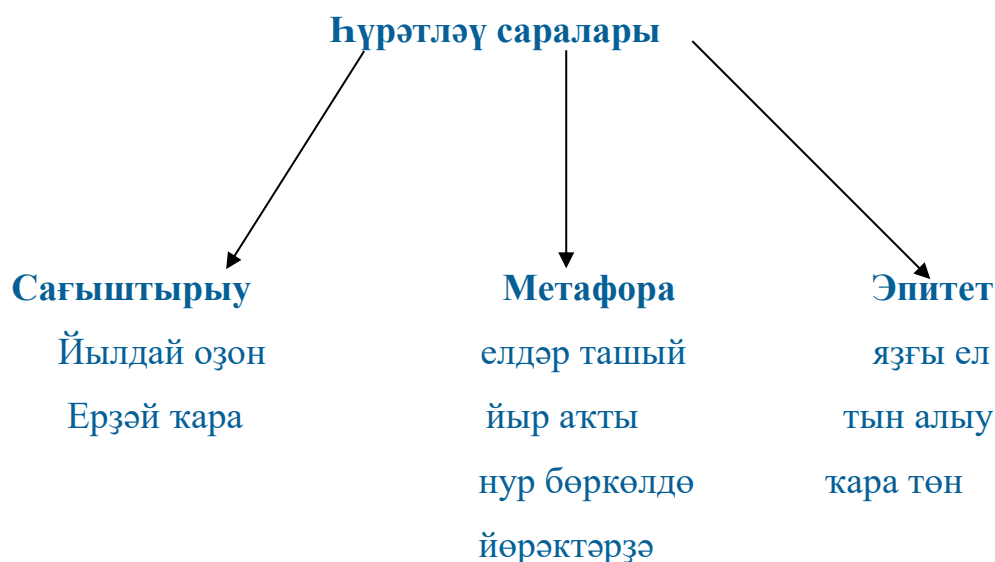 Һүрәтләү саралары
Сағыштырыу
Йылдай оҙон
Ерҙәй ҡара
Метафора
елдәр ташый
йыр аҡты
нур бөркөлдө
йөрәктәрҙә
Эпитет
яҙғы ел
тын алыу
ҡара төн